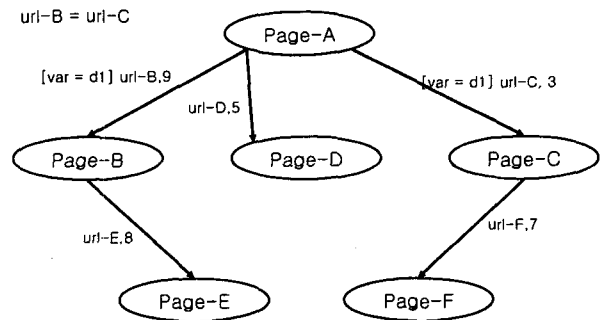 url-B = url-C
Page-A
[var = d1] url-B,9
url-D,5
[var = d1] url-C, 3
Page-B
Page-D
Page-C
url-E,8
url-F,7
Page-E
Page-F